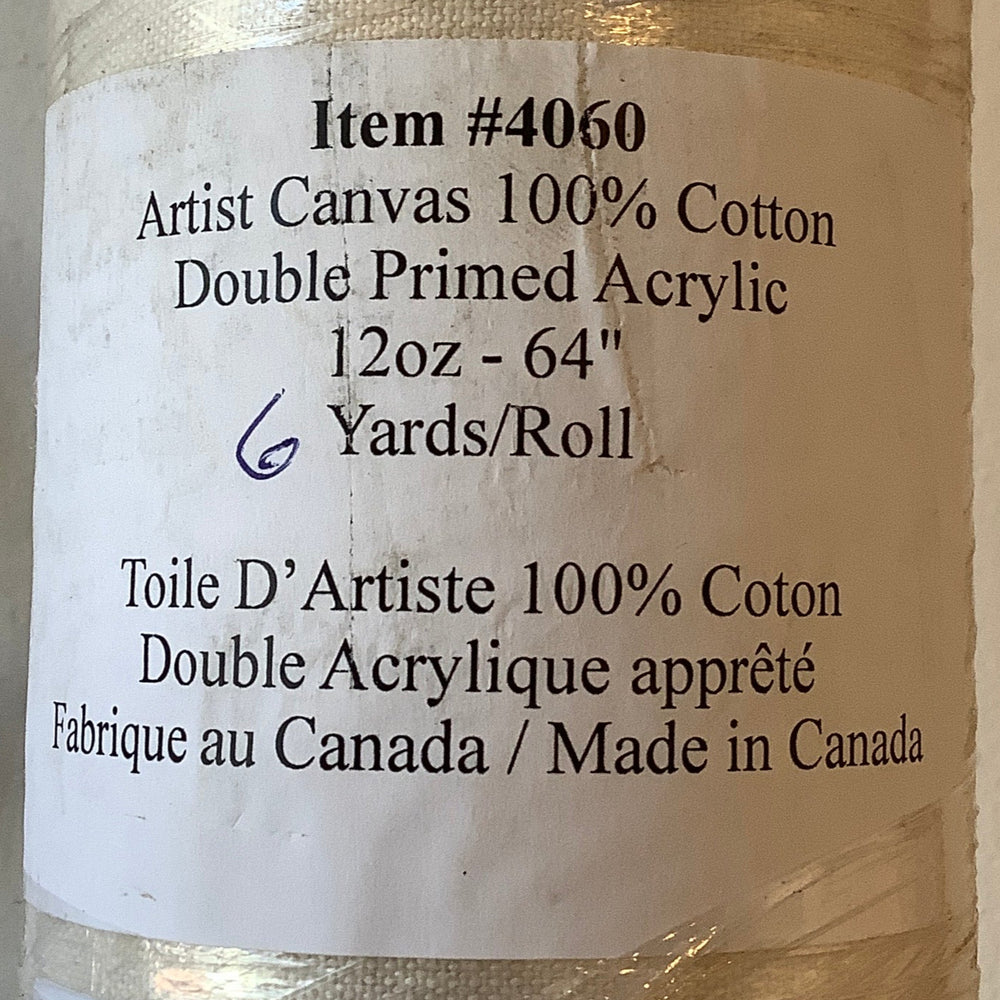 Item #4060
Artist Canvas 100% Cotton
Double Primed Acrylic
12oz - 64"
6 Yards/Roll
Toile D’Artiste 100% Coton
Double Acrylique apprêté
Fabrique au Canada / Made in Canada